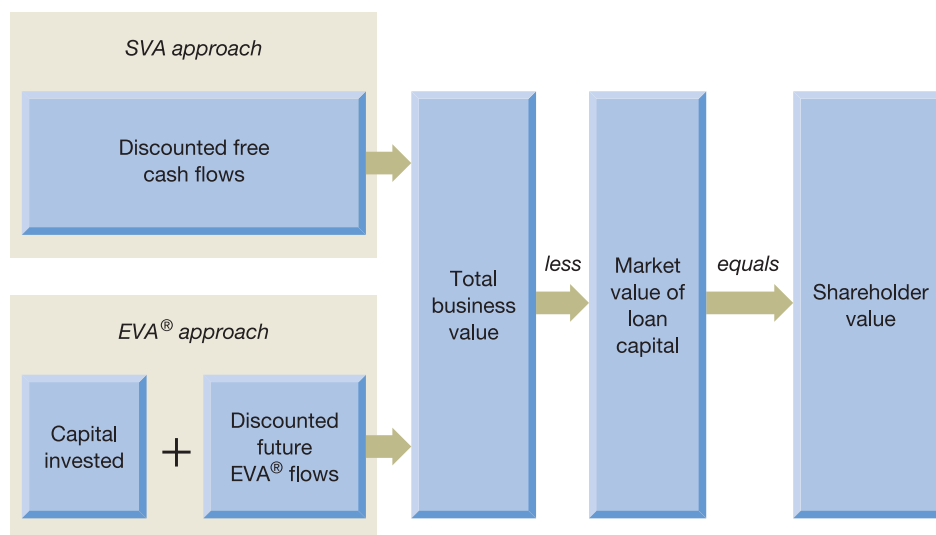 SVA approach
Discounted free
cash flows
EVA® approach
Capital
invested
+
Discounted
future
EVA® flows
Total
business
value
less
Market
value of
loan
capital
equals
Shareholder
value